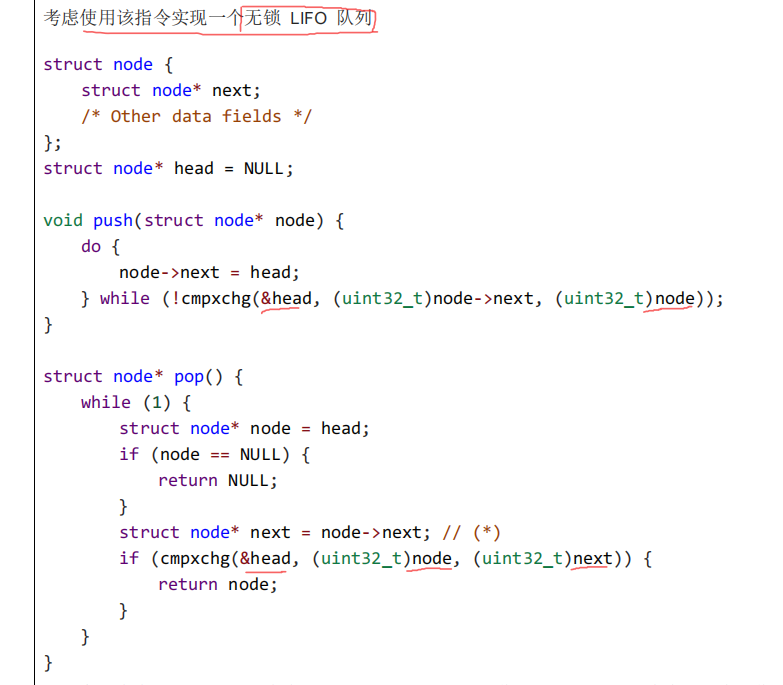 考虑使用该指令实现一个无锁 LIFO 队列
struct node {
    struct node* next;
    /* Other data fields */
};
struct node* head = NULL;
void push(struct node* node) {
    do {
        node->next = head;
    } while (!cmpxchg(&head, (uint32_t)node->next, (uint32_t)node));
}
struct node* pop() {
    while (1) {
        struct node* node = head;
        if (node == NULL) {
            return NULL;
        }
        struct node* next = node->next; // (*)
        if (cmpxchg(&head, (uint32_t)node, (uint32_t)next)) {
            return node;
        }
    }
}